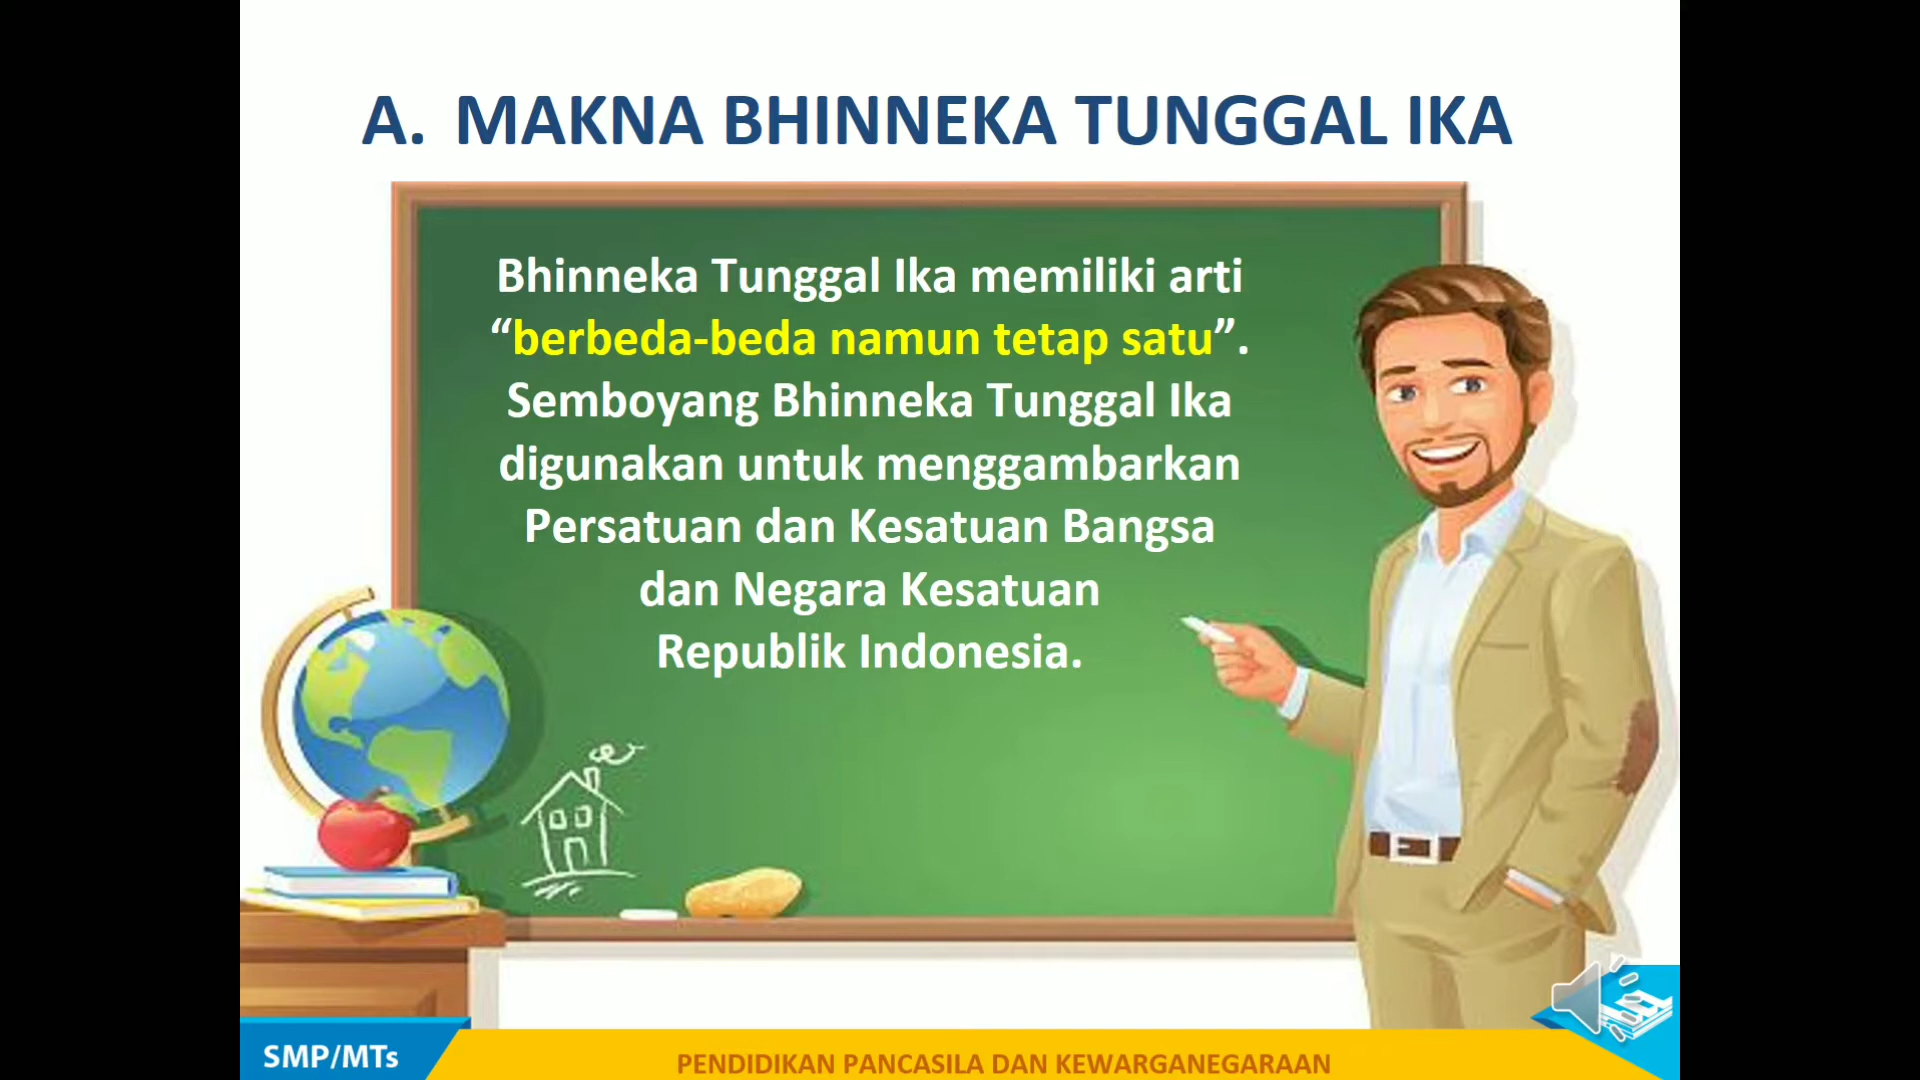 A. MAKNA BHINNEKA TUNGGAL IKA
Bhinneka Tunggal Ika memiliki arti
“berbeda-beda namun tetap satu”.
Semboyang Bhinneka Tunggal Ika
digunakan untuk menggambarkan
Persatuan dan Kesatuan Bangsa
dan Negara Kesatuan
Republik Indonesia.
SMP/MTs
PENDIDIKAN PANCASILA DAN KEWARGANEGARAAN